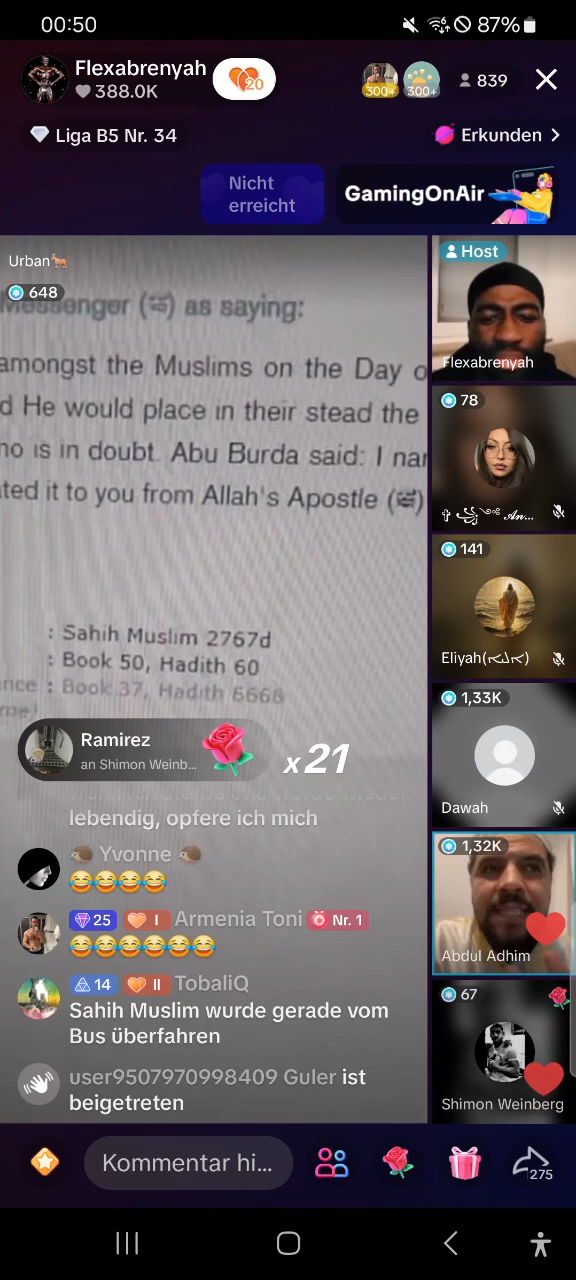 00:50
87%
Flexabrenyah
388.0K
20
300+
300+
839
Liga B5 Nr. 34
Erkunden
Nicht
erreicht
GamingOnAir
Urban🐂
648
Messenger (ﷺ) as saying:
amongst the Muslims on the Day o
d He would place in their stead the
no is in doubt. Abu Burda said: I nar
ated it to you from Allah's Apostle (ﷺ)
: Sahih Muslim 2767d
: Book 50, Hadith 60
nce : Book 37, Hadith 6668
Ramirez
an Shimon Weinb...
x21
lebendig, opfere ich mich
🦔 Yvonne 🦔
😂😂😂😂
25 I Armenia Toni Nr. 1
😂😂😂😂😂😂
14 II TobaliQ
Sahih Muslim wurde gerade vom
Bus überfahren
user9507970998409 Guler ist
beigetreten
Host
Flexabrenyah
78
141
1,33K
Dawah
1,32K
Abdul Adhim
67
Shimon Weinberg
Kommentar hi...
275